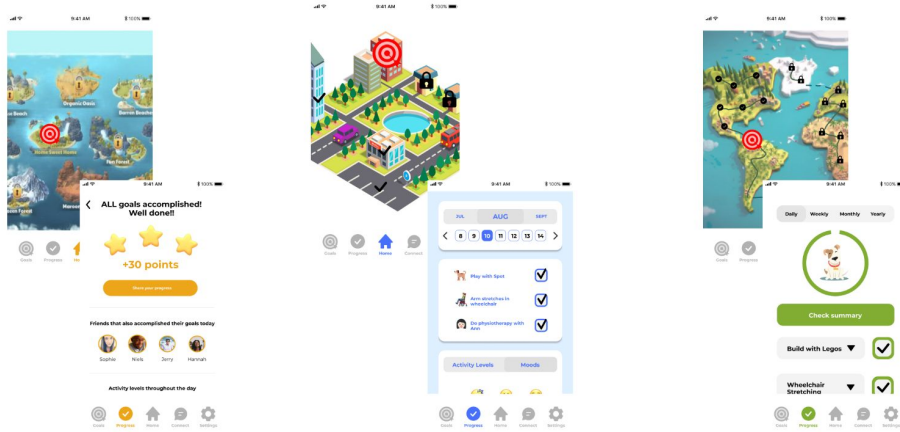 9:41 AM
100%
Organic Oasis
Barren Beaches
Fun Forest
Goals
Progress
9:41 AM
100%
ALL goals accomplished!
Well done!!
+30 points
Share your progress
Friends that also accomplished their goals today
Sophie Niels Jerry Hannah
Activity levels throughout the day
Goals Progress Home Connect Settings
9:41 AM
100%
Goals Progress Home Connect
9:41 AM
100%
JUL AUG SEPT
8 9 10 11 12 13 14
Play with Spot
Arm stretches in
wheelchair
Do physiotherapy with
Ann
Activity Levels Moods
Goals Progress Home Connect Settings
9:41 AM
100%
Goals Progress
9:41 AM
100%
Daily Weekly Monthly Yearly
Check summary
Build with Legos
Wheelchair
Stretching
Goals Progress Home Connect Settings